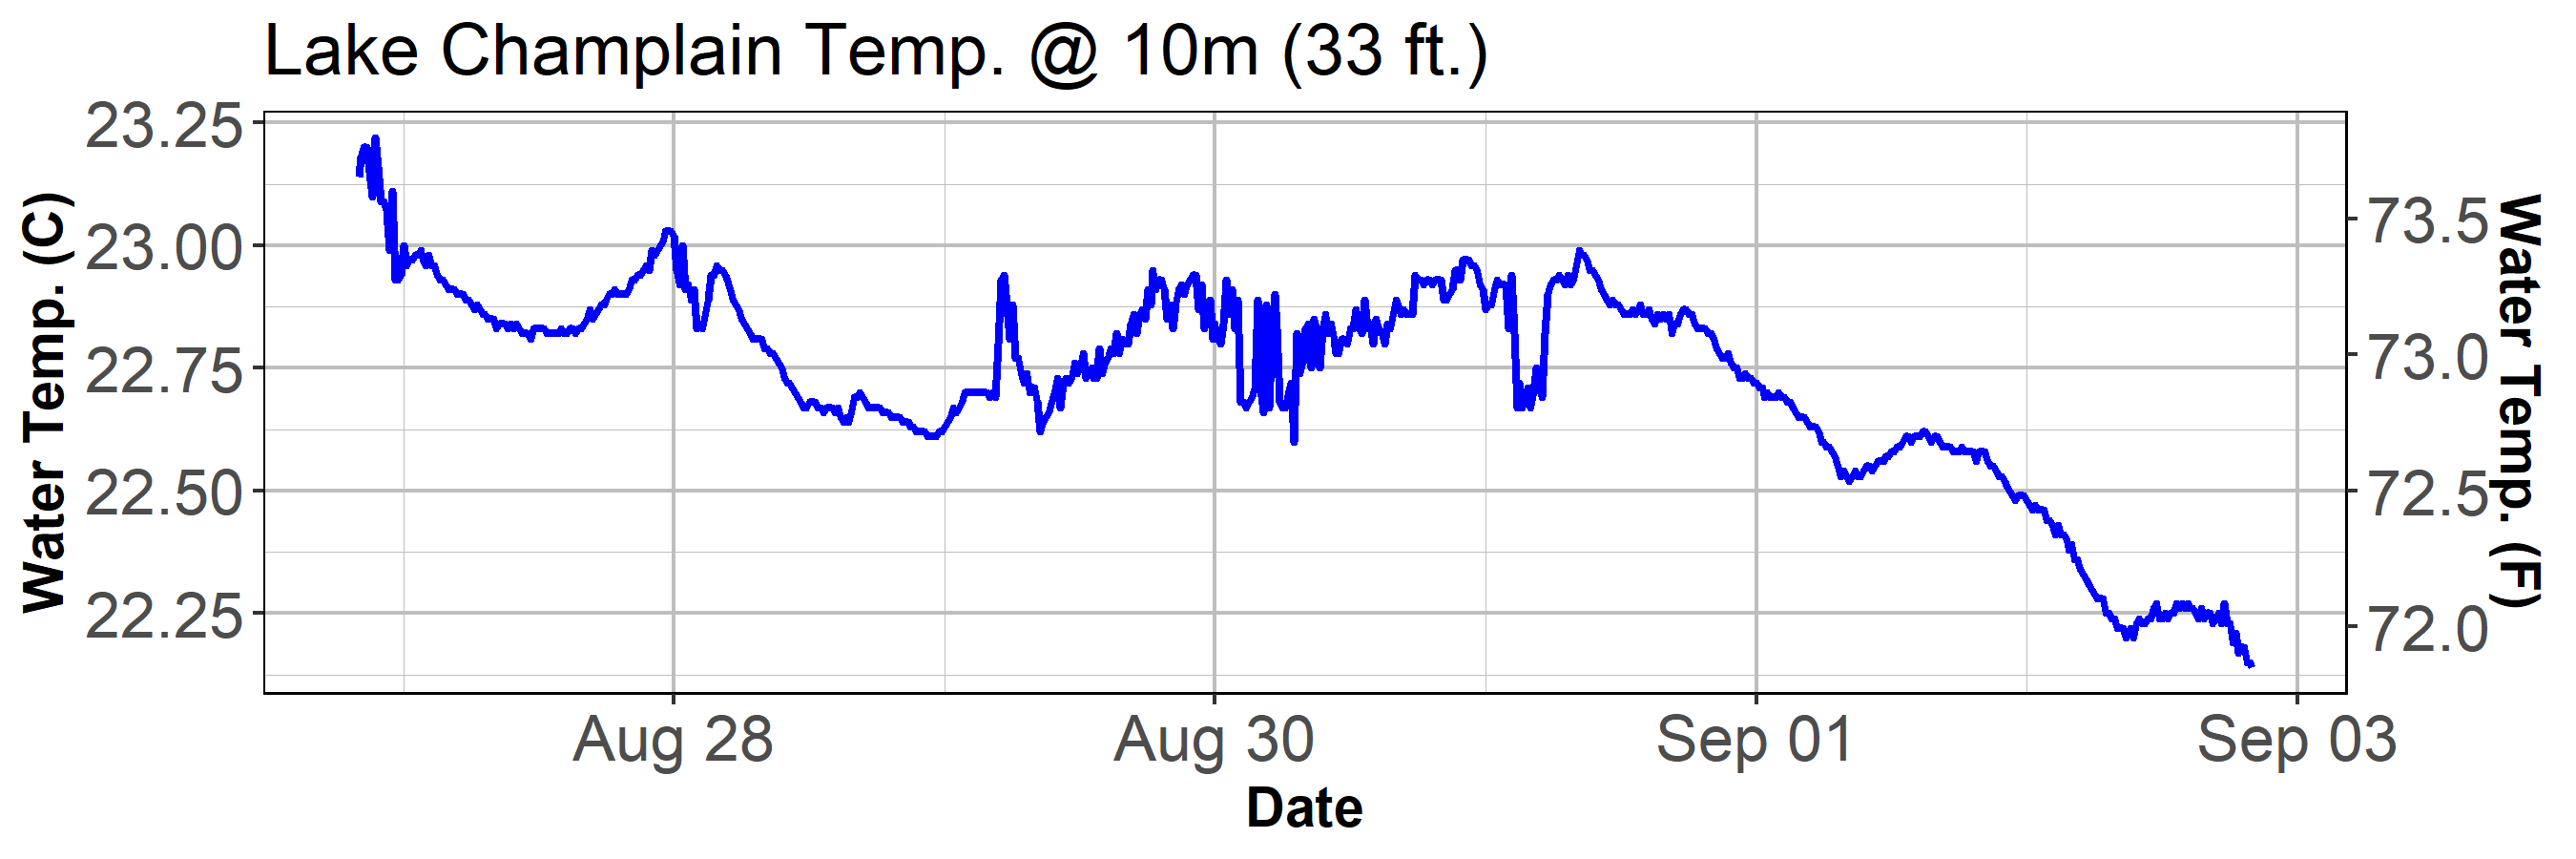 Lake Champlain Temp. @ 10m (33 ft.)
Water Temp. (C)
23.25
23.00
22.75
22.50
22.25
73.5
73.0
72.5
72.0
Water Temp. (F)
Aug 28
Aug 30
Sep 01
Sep 03
Date